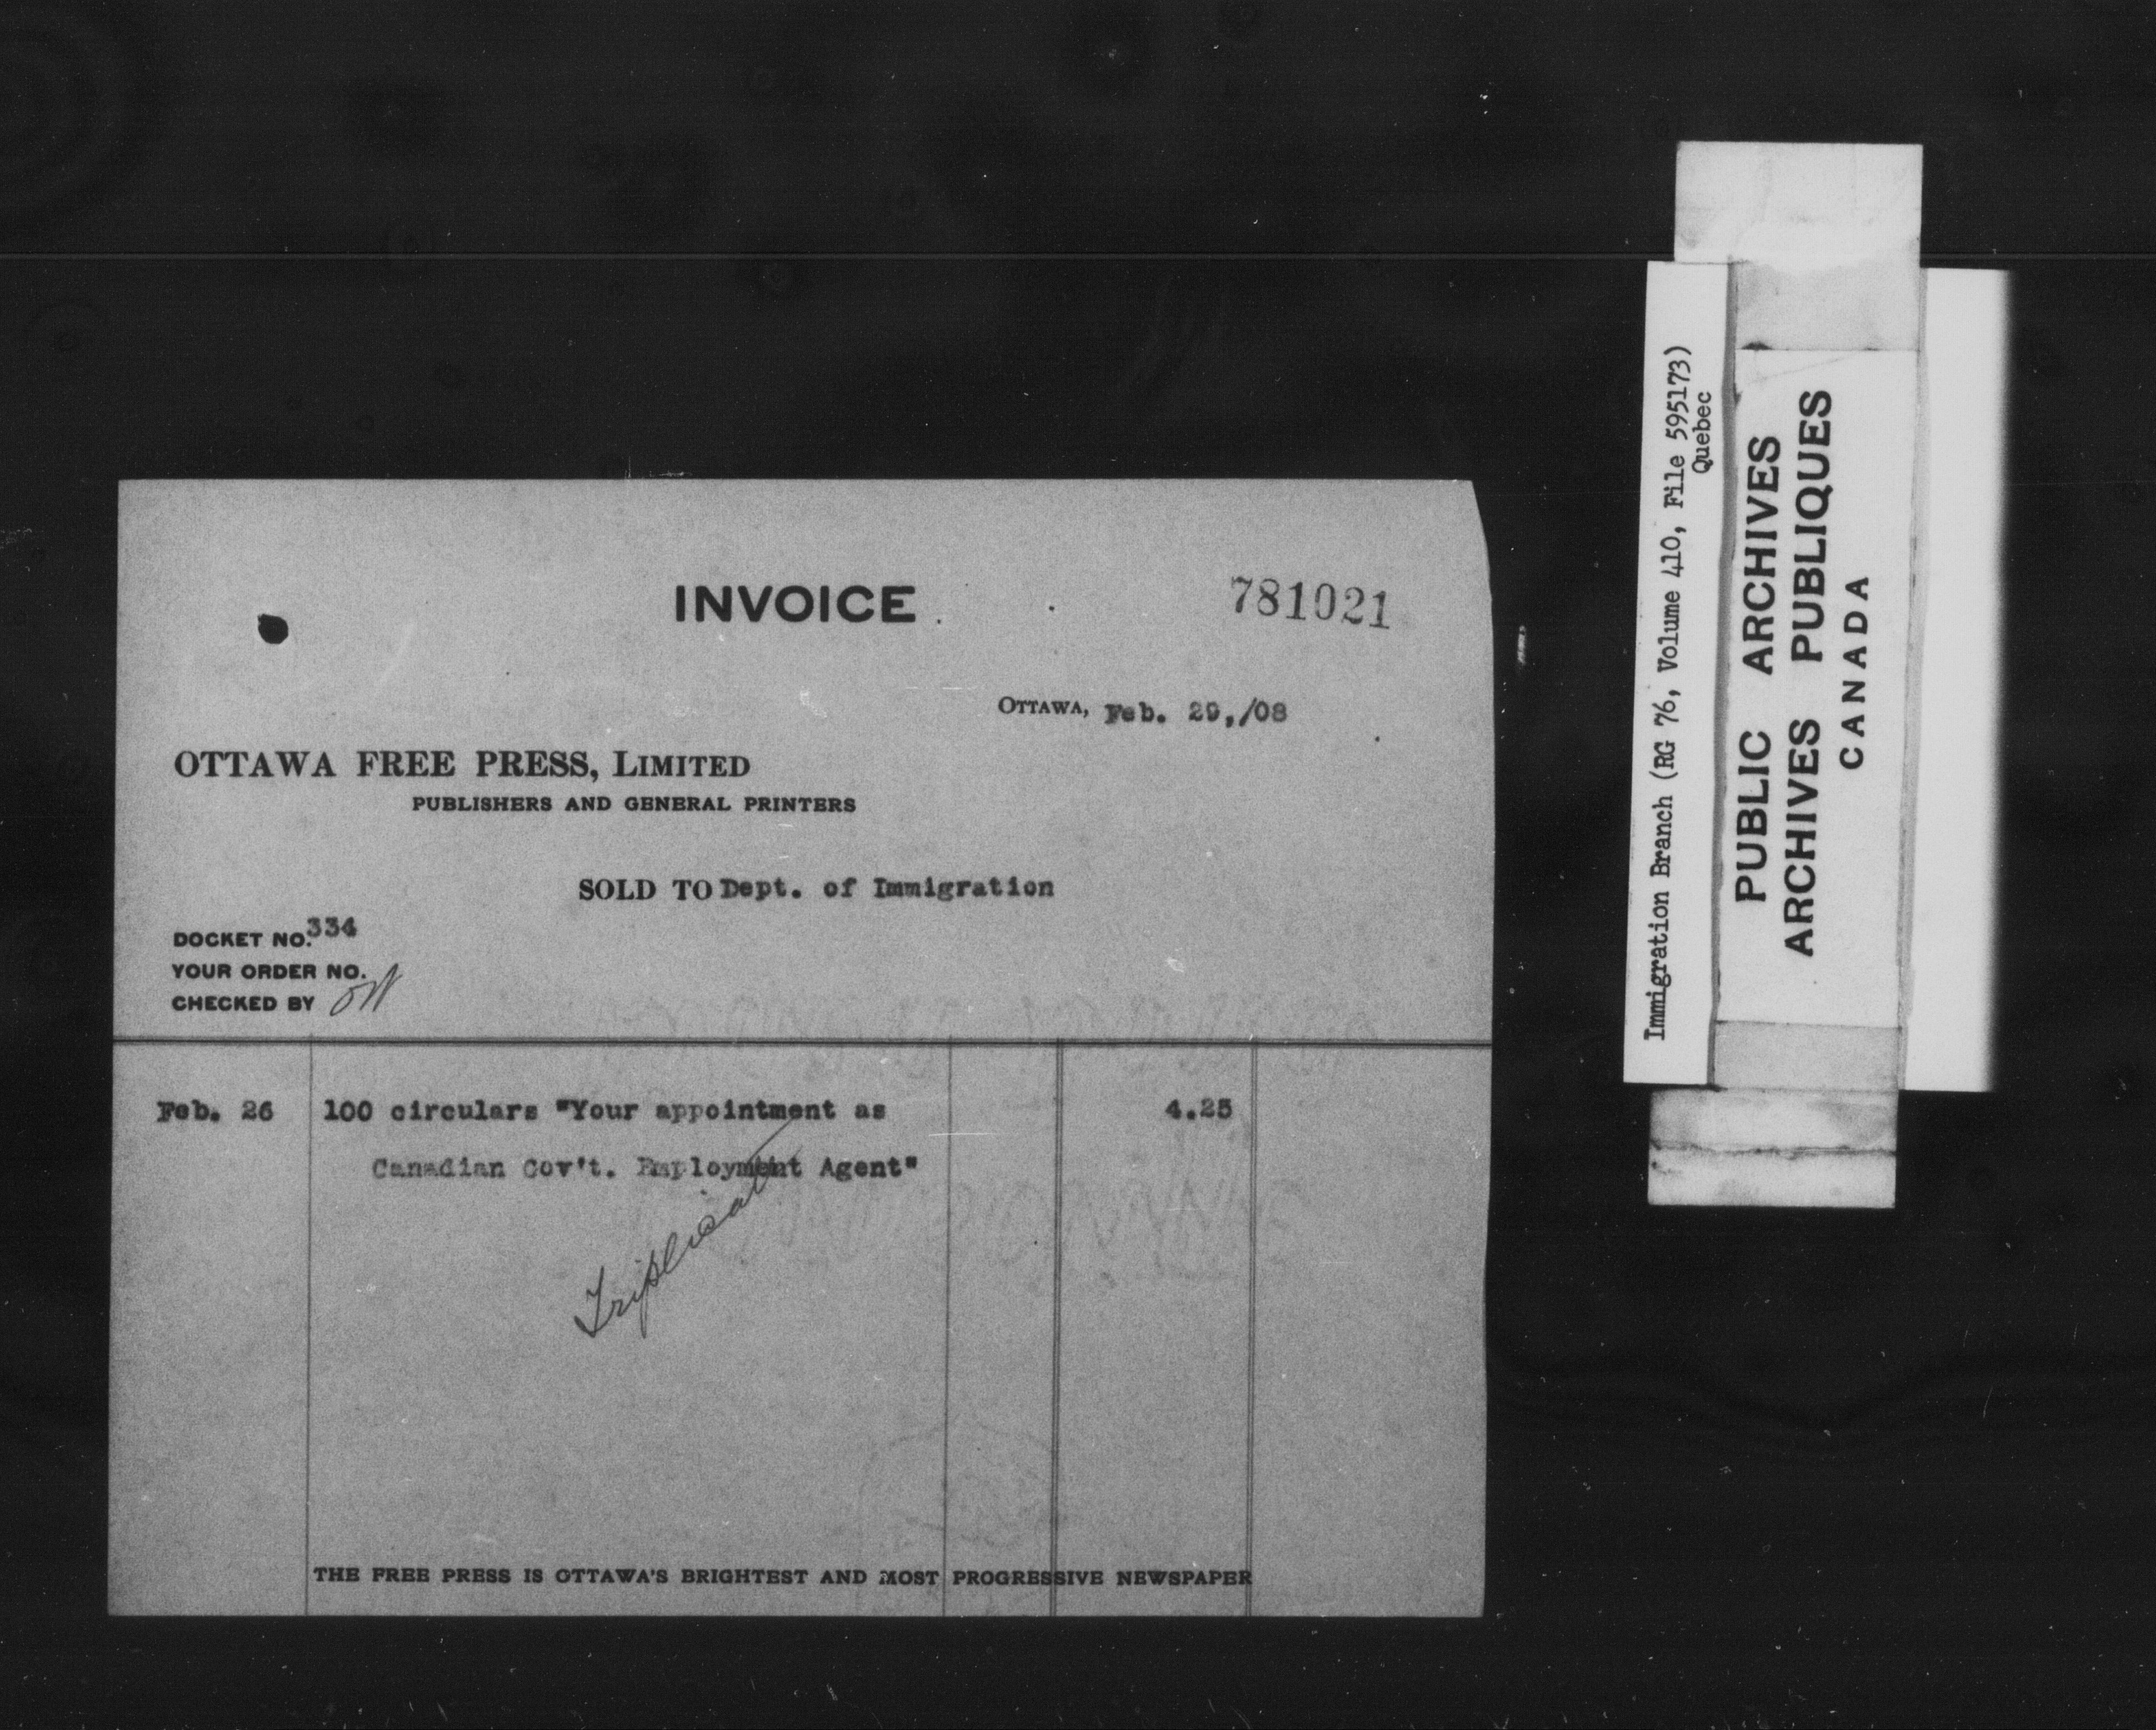 INVOICE
781021
OTTAWA, Feb. 29,/08
OTTAWA FREE PRESS, LIMITED
PUBLISHERS AND GENERAL PRINTERS
SOLD TO Dept. of Immigration
DOCKET NO. 334
YOUR ORDER NO.
CHECKED BY
Feb. 26 100 circulars "Your appointment as 4.25
Canadian Gov't. Employment Agent"
Triplicate
THE FREE PRESS IS OTTAWA'S BRIGHTEST AND MOST PROGRESSIVE NEWSPAPER
Immigration Branch (RG 76, Volume 410, File 595173)
Quebec
PUBLIC ARCHIVES
ARCHIVES PUBLIQUES
CANADA